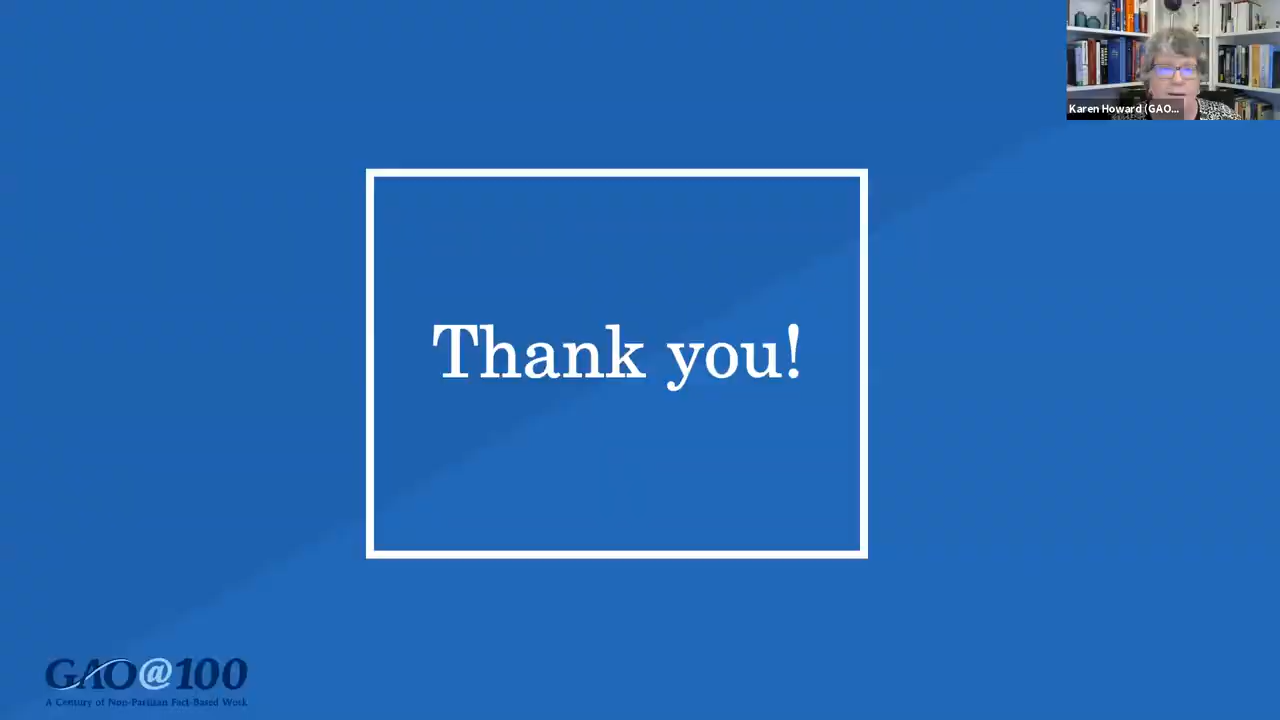 Karen Howard (GAO...
Thank you!
GAO@100
A Century of Non-Partisan Fact-Based Work